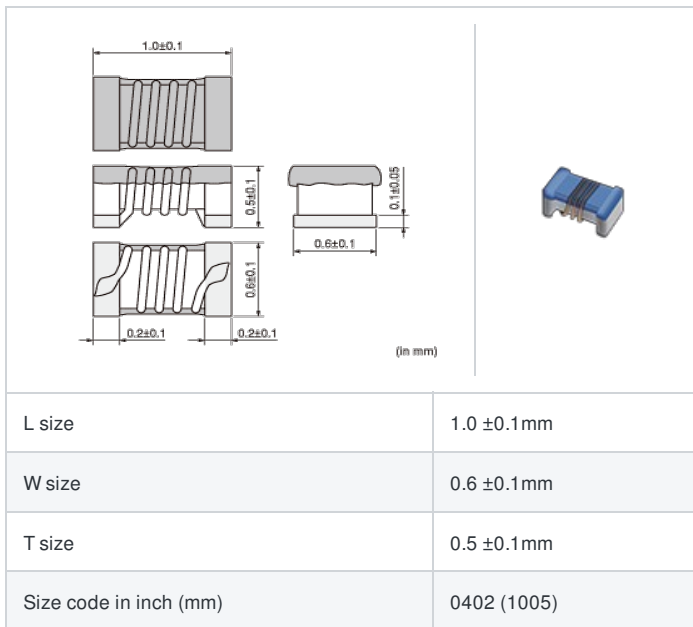 1.0±0.1
0.5±0.1
0.1±0.05
0.6±0.1
0.6±0.1
0.2±0.1
0.2±0.1
(in mm)
L size 1.0 ±0.1mm
W size 0.6 ±0.1mm
T size 0.5 ±0.1mm
Size code in inch (mm) 0402 (1005)